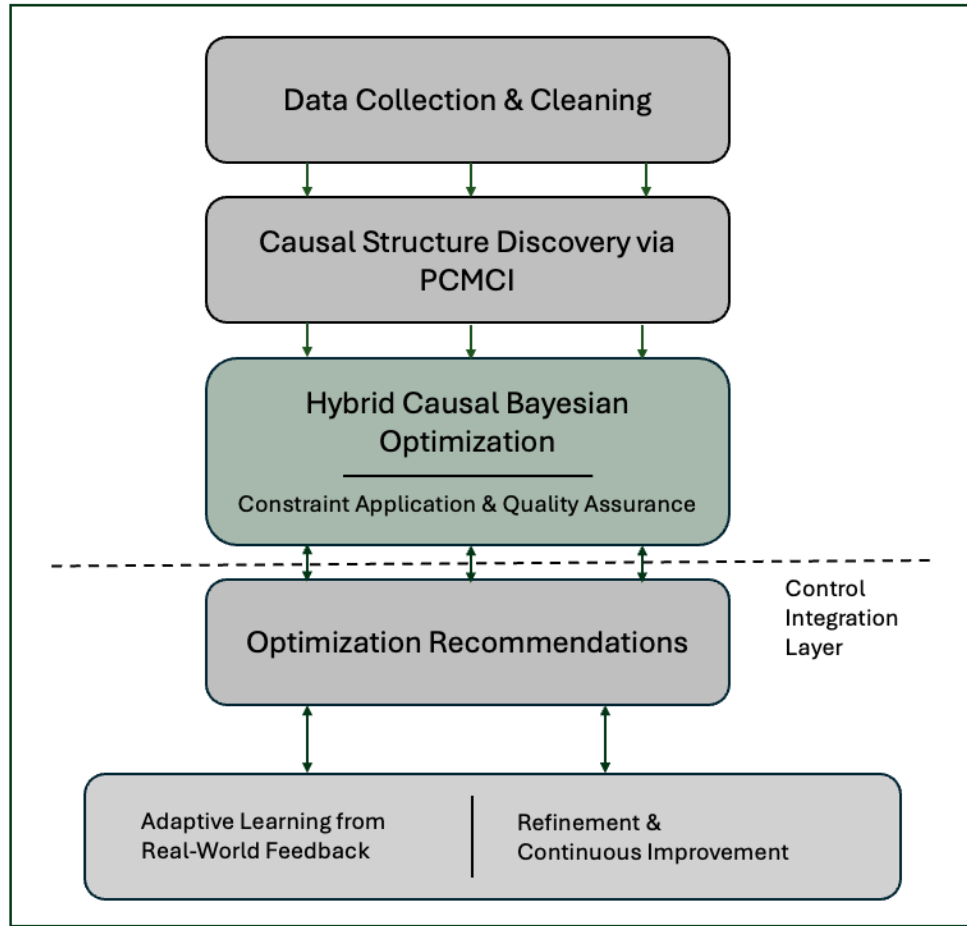 Data Collection & Cleaning
Causal Structure Discovery via
PCMCI
Hybrid Causal Bayesian
Optimization
Constraint Application & Quality Assurance
Control
Integration
Layer
Optimization Recommendations
Adaptive Learning from
Real-World Feedback
Refinement &
Continuous Improvement